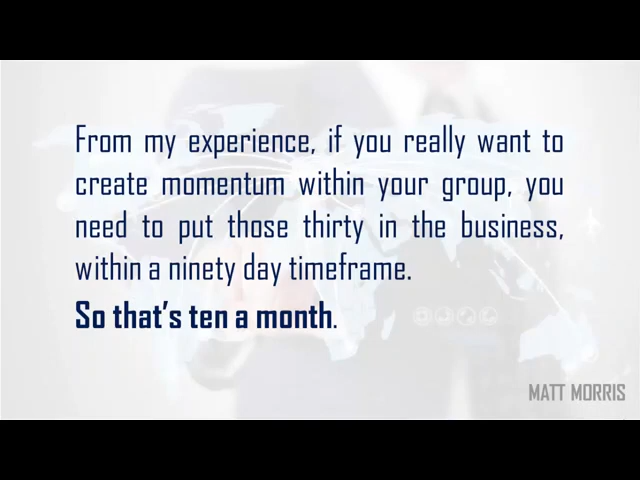 From my experience, if you really want to
create momentum within your group, you
need to put those thirty in the business,
within a ninety day timeframe.
So that's ten a month.
MATT MORRIS